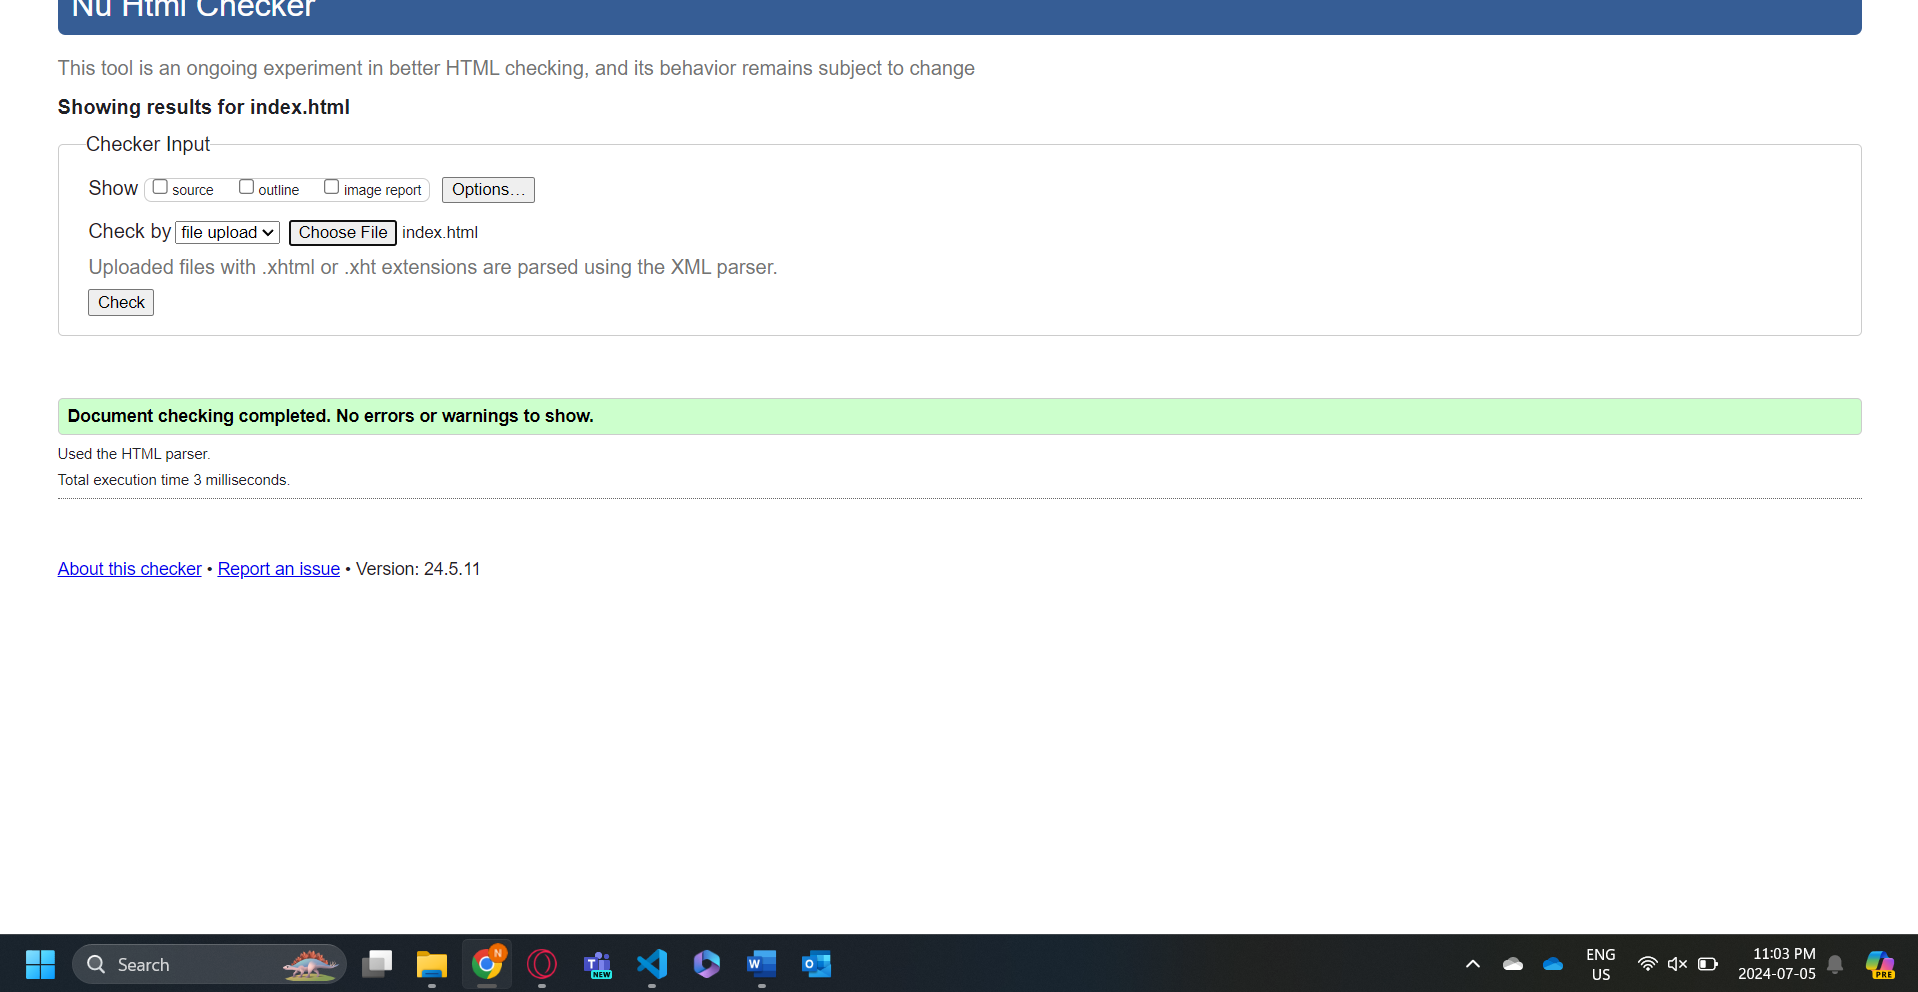 Nu Html Checker
This tool is an ongoing experiment in better HTML checking, and its behavior remains subject to change
Showing results for index.html
Checker Input
Show source outline image report Options...
Check by file upload Choose File index.html
Uploaded files with .xhtml or .xht extensions are parsed using the XML parser.
Check
Document checking completed. No errors or warnings to show.
Used the HTML parser.
Total execution time 3 milliseconds.
About this checker • Report an issue • Version: 24.5.11
Search
N
T
NEW
W
O
ENG
US
11:03 PM
2024-07-05
PRE